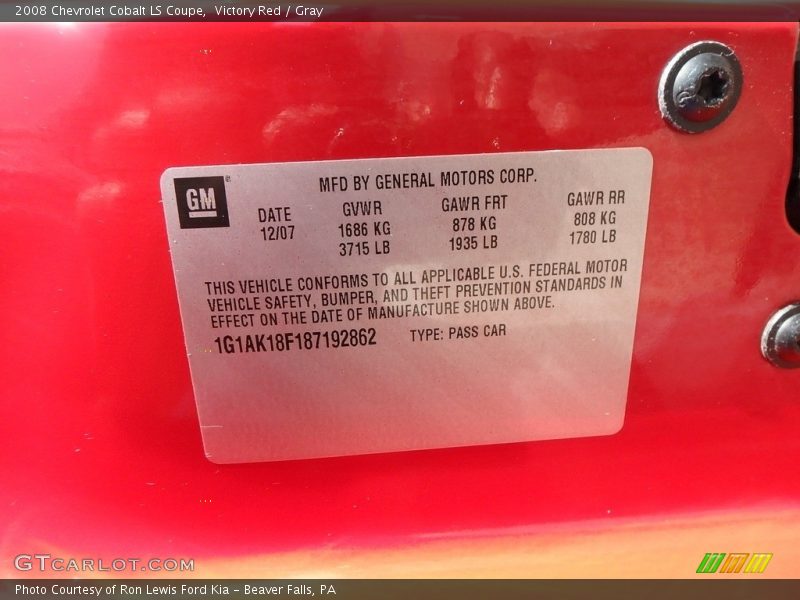 2008 Chevrolet Cobalt LS Coupe, Victory Red / Gray
GM
MFD BY GENERAL MOTORS CORP.
DATE GVWR GAWR FRT GAWR RR
12/07 1686 KG 878 KG 808 KG
3715 LB 1935 LB 1780 LB
THIS VEHICLE CONFORMS TO ALL APPLICABLE U.S. FEDERAL MOTOR
VEHICLE SAFETY, BUMPER, AND THEFT PREVENTION STANDARDS IN
EFFECT ON THE DATE OF MANUFACTURE SHOWN ABOVE.
1G1AK18F187192862 TYPE: PASS CAR
GTCARLOT.COM
Photo Courtesy of Ron Lewis Ford Kia - Beaver Falls, PA